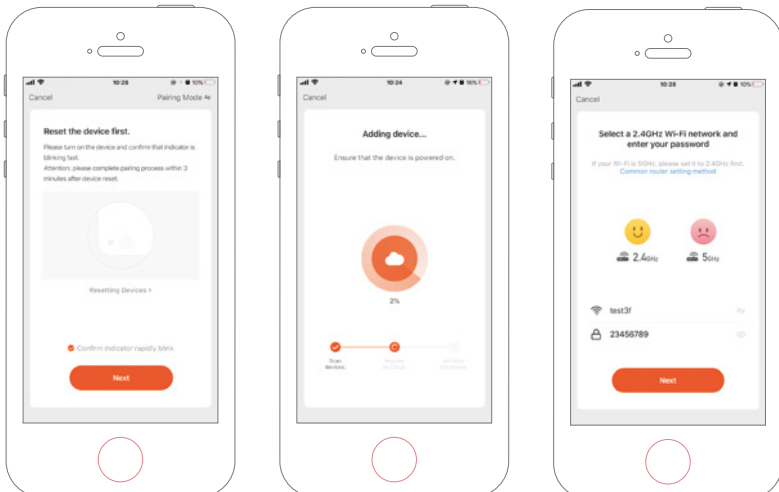 10:28
10%
Cancel
Pairing Mode
Reset the device first.
Please turn on the device and confirm that indicator is
blinking fast.
Attention: please complete pairing process within 3
minutes after device reset.
Resetting Devices >
Confirm indicator rapidly blink
Next
10:24
16%
Cancel
Adding device...
Ensure that the device is powered on.
2%
Scan
devices.
10:28
10%
Cancel
Select a 2.4GHz Wi-Fi network and
enter your password
If your Wi-Fi is 5GHz, please set it to 2.4GHz first.
Common router setting method
2.4GHz
5GHz
test3f
23456789
Next